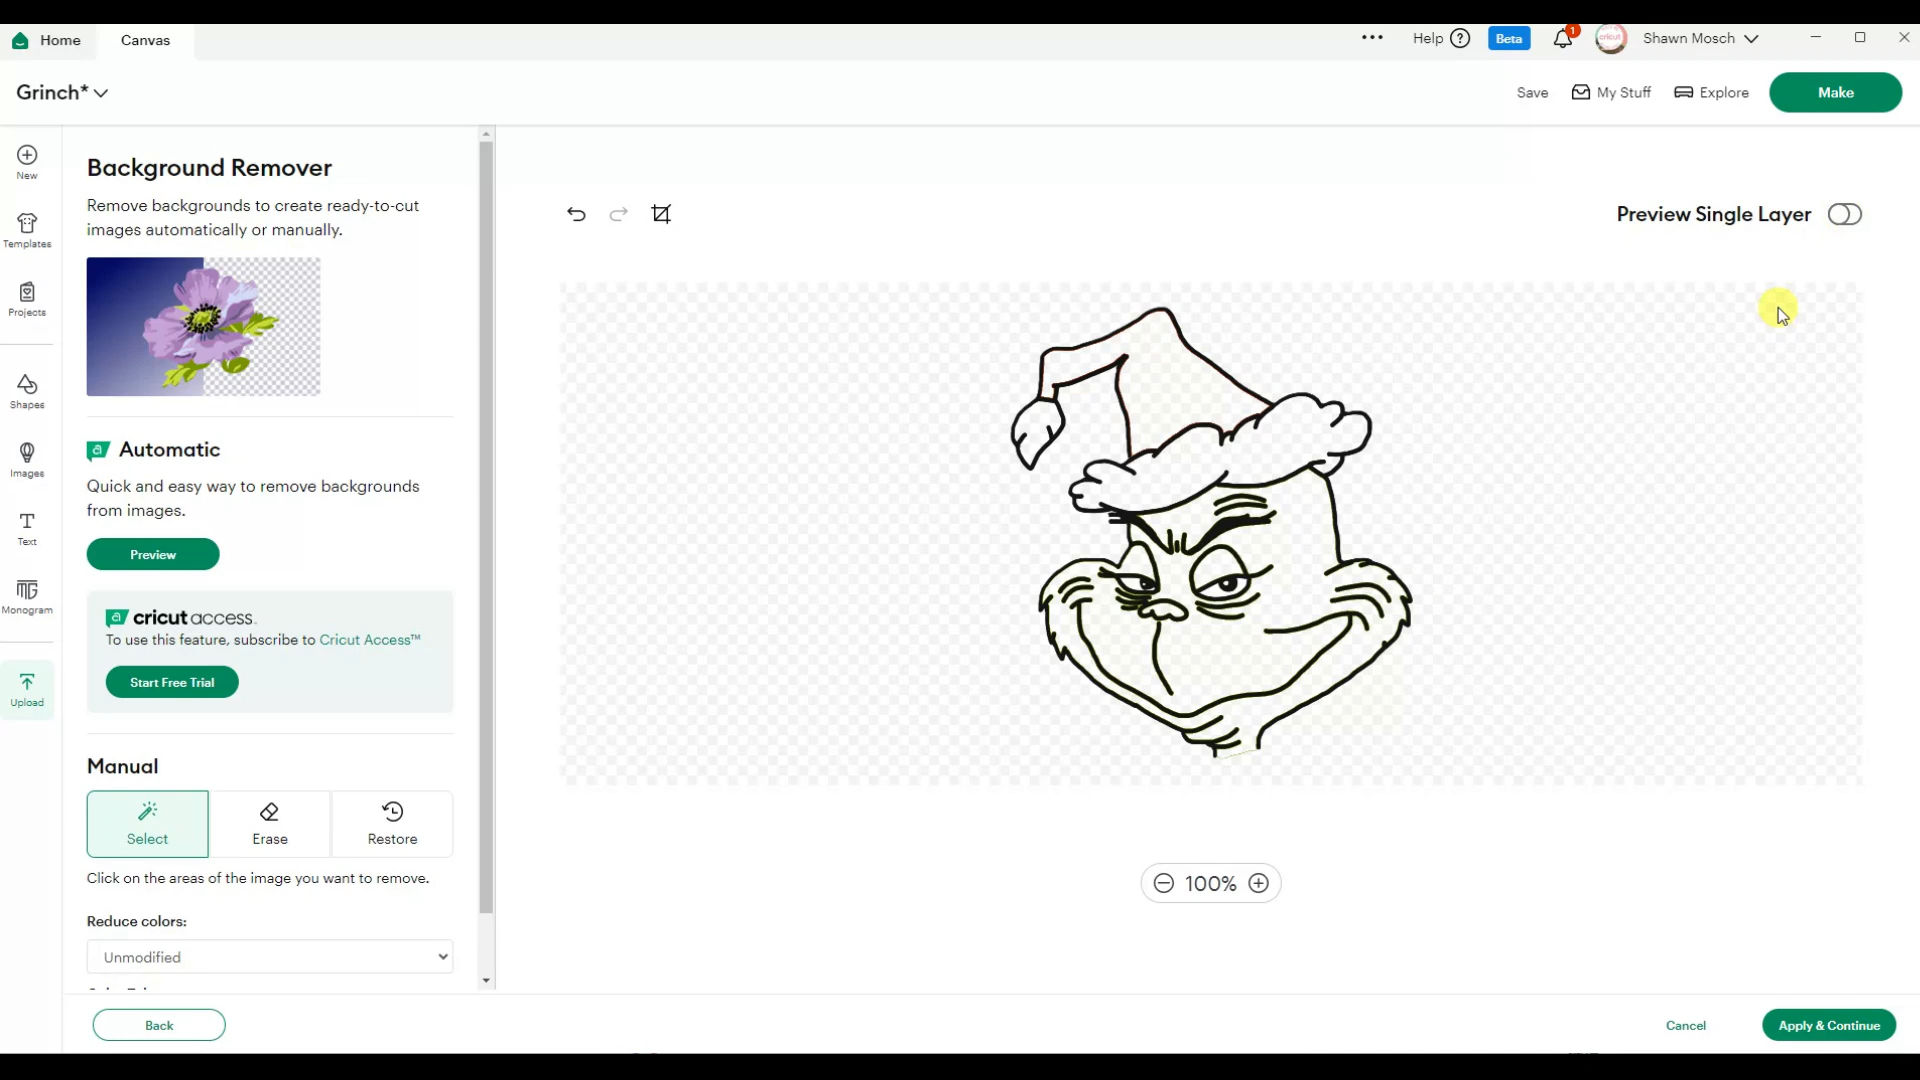 Home
Canvas
Help
Beta
1
cricut
Shawn Mosch
Grinch*
Save
My Stuff
Explore
Make
New
Templates
Projects
Shapes
Images
Text
Monogram
Upload
Background Remover
Remove backgrounds to create ready-to-cut
images automatically or manually.
a Automatic
Quick and easy way to remove backgrounds
from images.
Preview
a cricut access™
To use this feature, subscribe to Cricut Access™
Start Free Trial
Manual
Select
Erase
Restore
Click on the areas of the image you want to remove.
Reduce colors:
Unmodified
Preview Single Layer
100%
Back
Cancel
Apply & Continue